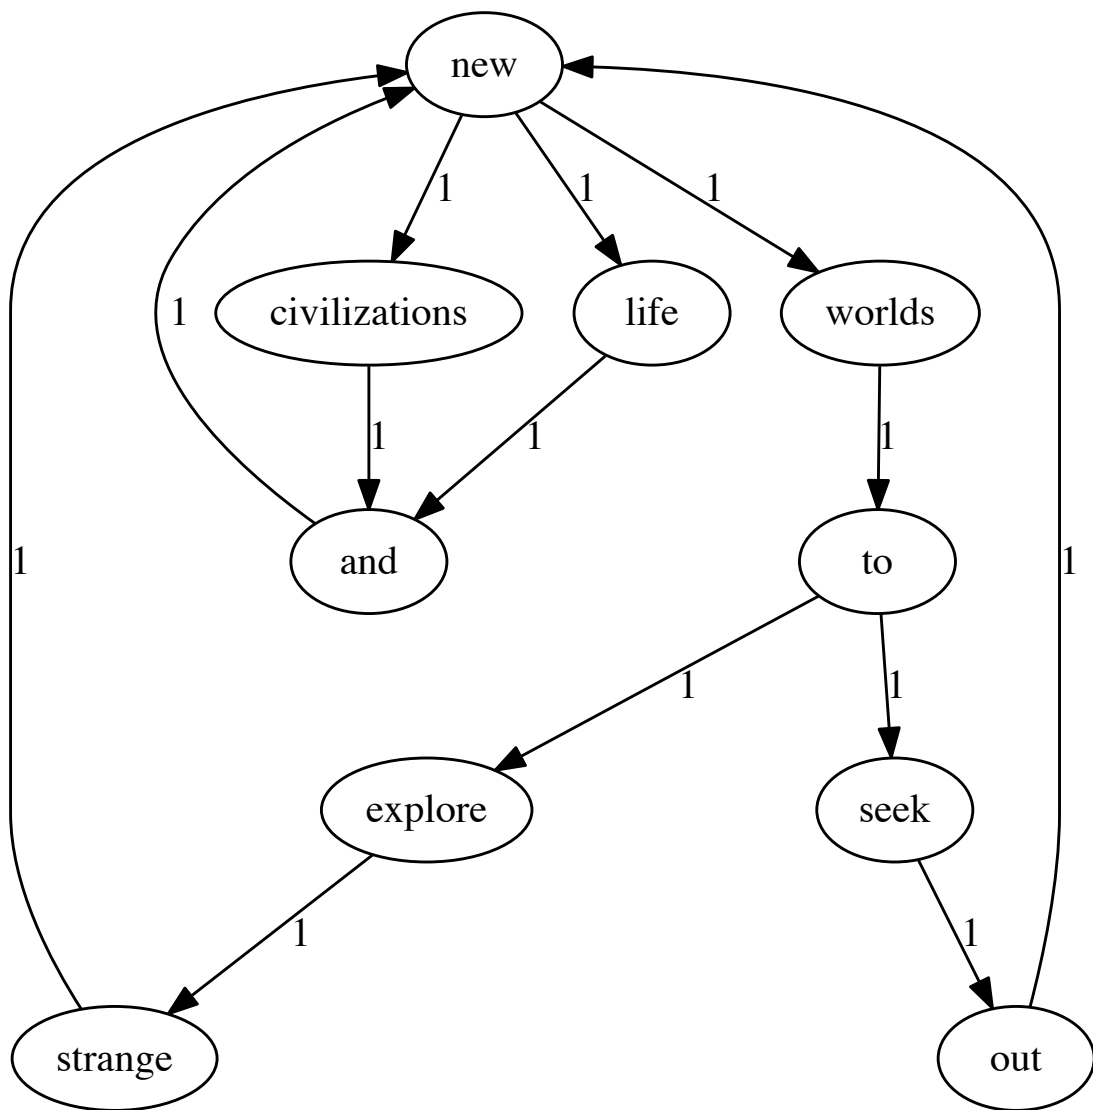 new
1 1 1
civilizations life worlds
1
1 1 1
and to
1 1
1 1
explore seek
1 1
strange out